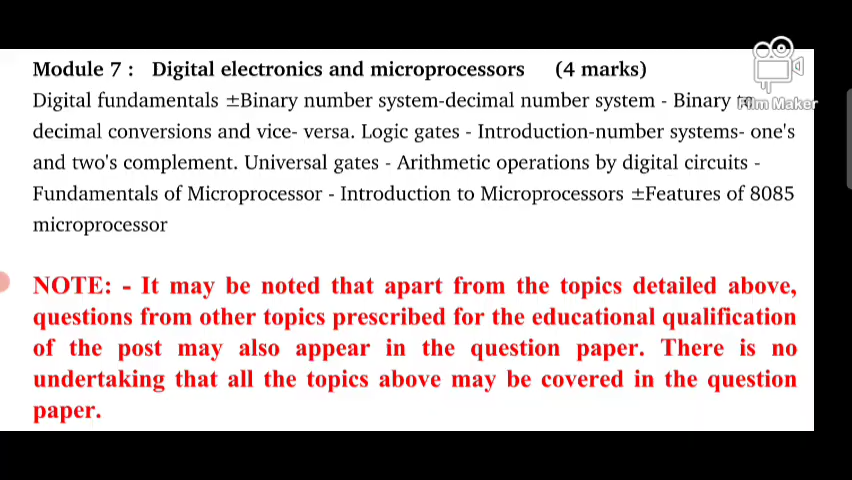 Module 7 :   Digital electronics and microprocessors     (4 marks)
Digital fundamentals ±Binary number system-decimal number system - Binary to
decimal conversions and vice- versa. Logic gates - Introduction-number systems- one's
and two's complement. Universal gates - Arithmetic operations by digital circuits -
Fundamentals of Microprocessor - Introduction to Microprocessors ±Features of 8085
microprocessor
NOTE: - It may be noted that apart from the topics detailed above,
questions from other topics prescribed for the educational qualification
of the post may also appear in the question paper. There is no
undertaking that all the topics above may be covered in the question
paper.
Film Maker